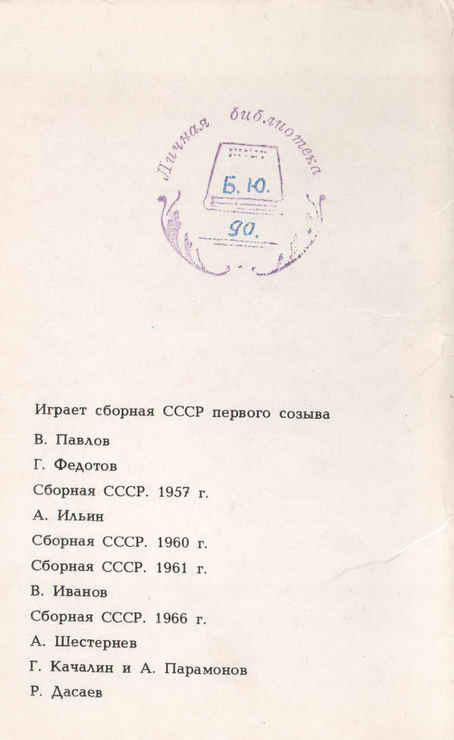 Личная библиотека
Б. Ю.
90.
Играет сборная СССР первого созыва
В. Павлов
Г. Федотов
Сборная СССР. 1957 г.
А. Ильин
Сборная СССР. 1960 г.
Сборная СССР. 1961 г.
В. Иванов
Сборная СССР. 1966 г.
А. Шестернев
Г. Качалин и А. Парамонов
Р. Дасаев